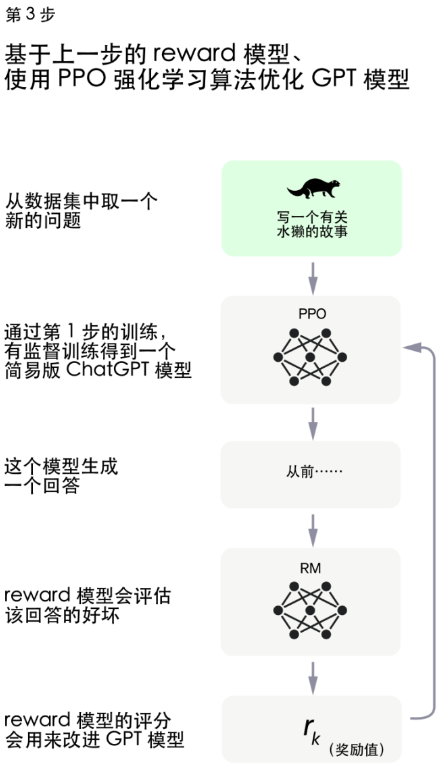 第 3 步
基于上一步的 reward 模型、
使用 PPO 强化学习算法优化 GPT 模型
从数据集中取一个
新的问题
写一个有关
水獭的故事
通过第 1 步的训练，
有监督训练得到一个
简易版 ChatGPT 模型
PPO
这个模型生成
一个回答
从前……
reward 模型会评估
该回答的好坏
RM
reward 模型的评分
会用来改进 GPT 模型
rₖ（奖励值）